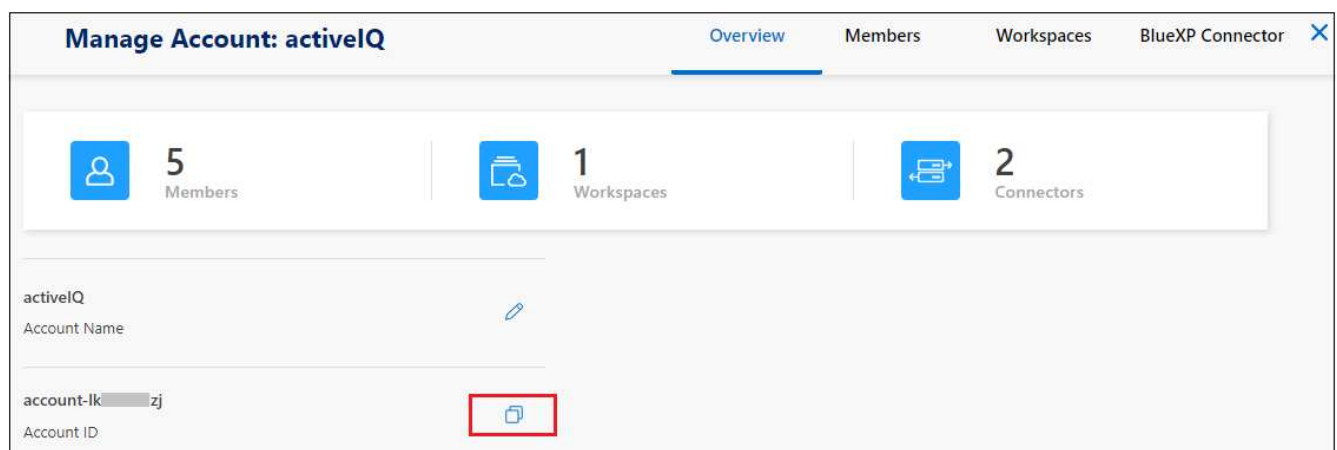 Manage Account: activeIQ
Overview Members Workspaces BlueXP Connector
5
Members
1
Workspaces
2
Connectors
activeIQ
Account Name
account-lk zj
Account ID